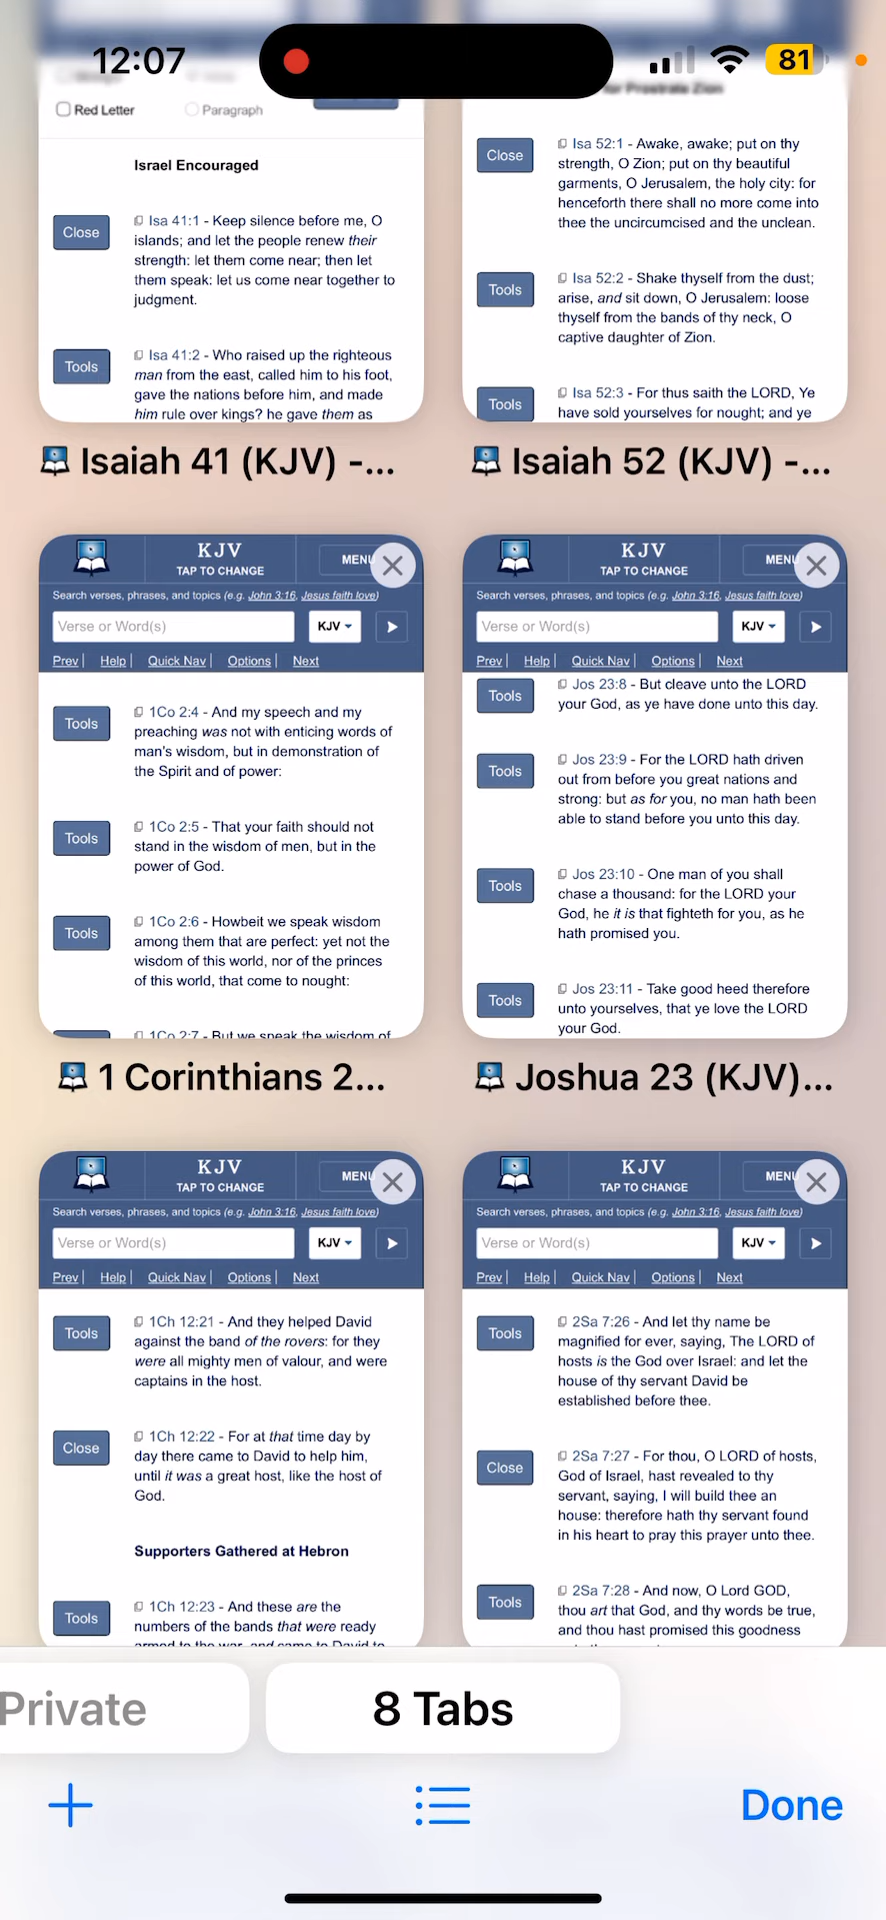 12:07
81
Red Letter
Paragraph
Israel Encouraged
Close
Isa 41:1 - Keep silence before me, O
islands; and let the people renew their
strength: let them come near; then let
them speak: let us come near together to
judgment.
Tools
Isa 41:2 - Who raised up the righteous
man from the east, called him to his foot,
gave the nations before him, and made
him rule over kings? he gave them as
Isaiah 41 (KJV) -...
for Prostrate Zion
Close
Isa 52:1 - Awake, awake; put on thy
strength, O Zion; put on thy beautiful
garments, O Jerusalem, the holy city: for
henceforth there shall no more come into
thee the uncircumcised and the unclean.
Tools
Isa 52:2 - Shake thyself from the dust;
arise, and sit down, O Jerusalem: loose
thyself from the bands of thy neck, O
captive daughter of Zion.
Tools
Isa 52:3 - For thus saith the LORD, Ye
have sold yourselves for nought; and ye
Isaiah 52 (KJV) -...
KJV
TAP TO CHANGE
MENU
Search verses, phrases, and topics (e.g. John 3:16, Jesus faith love)
Verse or Word(s)
KJV
Prev | Help | Quick Nav | Options | Next
Tools
1Co 2:4 - And my speech and my
preaching was not with enticing words of
man's wisdom, but in demonstration of
the Spirit and of power:
Tools
1Co 2:5 - That your faith should not
stand in the wisdom of men, but in the
power of God.
Tools
1Co 2:6 - Howbeit we speak wisdom
among them that are perfect: yet not the
wisdom of this world, nor of the princes
of this world, that come to nought:
1Co 2:7 - But we speak the wisdom of
1 Corinthians 2...
KJV
TAP TO CHANGE
MENU
Search verses, phrases, and topics (e.g. John 3:16, Jesus faith love)
Verse or Word(s)
KJV
Prev | Help | Quick Nav | Options | Next
Tools
Jos 23:8 - But cleave unto the LORD
your God, as ye have done unto this day.
Tools
Jos 23:9 - For the LORD hath driven
out from before you great nations and
strong: but as for you, no man hath been
able to stand before you unto this day.
Tools
Jos 23:10 - One man of you shall
chase a thousand: for the LORD your
God, he it is that fighteth for you, as he
hath promised you.
Tools
Jos 23:11 - Take good heed therefore
unto yourselves, that ye love the LORD
your God.
Joshua 23 (KJV)...
KJV
TAP TO CHANGE
MENU
Search verses, phrases, and topics (e.g. John 3:16, Jesus faith love)
Verse or Word(s)
KJV
Prev | Help | Quick Nav | Options | Next
Tools
1Ch 12:21 - And they helped David
against the band of the rovers: for they
were all mighty men of valour, and were
captains in the host.
Close
1Ch 12:22 - For at that time day by
day there came to David to help him,
until it was a great host, like the host of
God.
Supporters Gathered at Hebron
Tools
1Ch 12:23 - And these are the
numbers of the bands that were ready
armed to the war, and came to David to
KJV
TAP TO CHANGE
MENU
Search verses, phrases, and topics (e.g. John 3:16, Jesus faith love)
Verse or Word(s)
KJV
Prev | Help | Quick Nav | Options | Next
Tools
2Sa 7:26 - And let thy name be
magnified for ever, saying, The LORD of
hosts is the God over Israel: and let the
house of thy servant David be
established before thee.
Close
2Sa 7:27 - For thou, O LORD of hosts,
God of Israel, hast revealed to thy
servant, saying, I will build thee an
house: therefore hath thy servant found
in his heart to pray this prayer unto thee.
Tools
2Sa 7:28 - And now, O Lord GOD,
thou art that God, and thy words be true,
and thou hast promised this goodness
Private
8 Tabs
Done